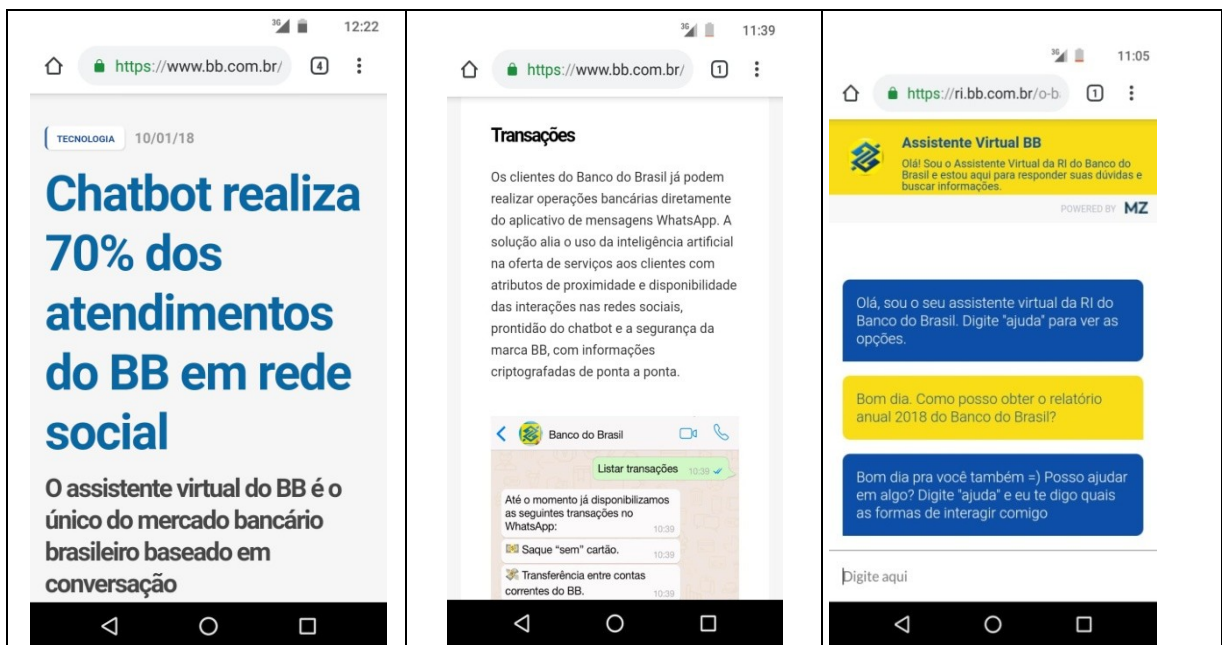 3G 12:22
https://www.bb.com.br/ 4
TECNOLOGIA 10/01/18
Chatbot realiza
70% dos
atendimentos
do BB em rede
social
O assistente virtual do BB é o
único do mercado bancário
brasileiro baseado em
conversação
3G 11:39
https://www.bb.com.br/ 1
Transações
Os clientes do Banco do Brasil já podem
realizar operações bancárias diretamente
do aplicativo de mensagens WhatsApp. A
solução alia o uso da inteligência artificial
na oferta de serviços aos clientes com
atributos de proximidade e disponibilidade
das interações nas redes sociais,
prontidão do chatbot e a segurança da
marca BB, com informações
criptografadas de ponta a ponta.
Banco do Brasil
Listar transações 10:39
Até o momento já disponibilizamos
as seguintes transações no
WhatsApp: 10:39
Saque "sem" cartão. 10:39
Transferência entre contas
correntes do BB. 10:39
3G 11:05
https://ri.bb.com.br/o-b 1
Assistente Virtual BB
Olá! Sou o Assistente Virtual da RI do Banco do
Brasil e estou aqui para responder suas dúvidas e
buscar informações.
POWERED BY MZ
Olá, sou o seu assistente virtual da RI do
Banco do Brasil. Digite "ajuda" para ver as
opções.
Bom dia. Como posso obter o relatório
anual 2018 do Banco do Brasil?
Bom dia pra você também =) Posso ajudar
em algo? Digite "ajuda" e eu te digo quais
as formas de interagir comigo
Digite aqui